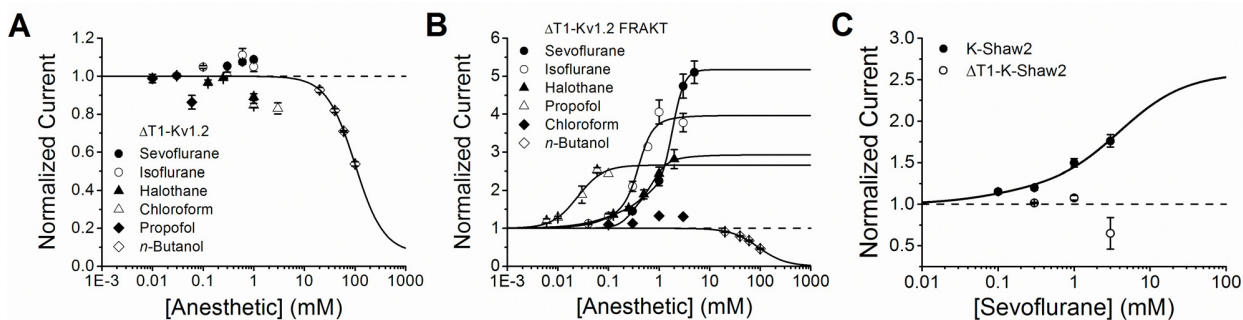 A
1.2
1.0
0.8
0.6
0.4
0.2
0.0
Normalized Current
ΔT1-Kv1.2
Sevoflurane
Isoflurane
Halothane
Chloroform
Propofol
n-Butanol
1E-3 0.01 0.1 1 10 100 1000
[Anesthetic] (mM)
B
6
5
4
3
2
1
0
Normalized Current
ΔT1-Kv1.2 FRAKT
Sevoflurane
Isoflurane
Halothane
Propofol
Chloroform
n-Butanol
1E-3 0.01 0.1 1 10 100 1000
[Anesthetic] (mM)
C
3.0
2.5
2.0
1.5
1.0
0.5
Normalized Current
K-Shaw2
ΔT1-K-Shaw2
0.01 0.1 1 10 100
[Sevoflurane] (mM)